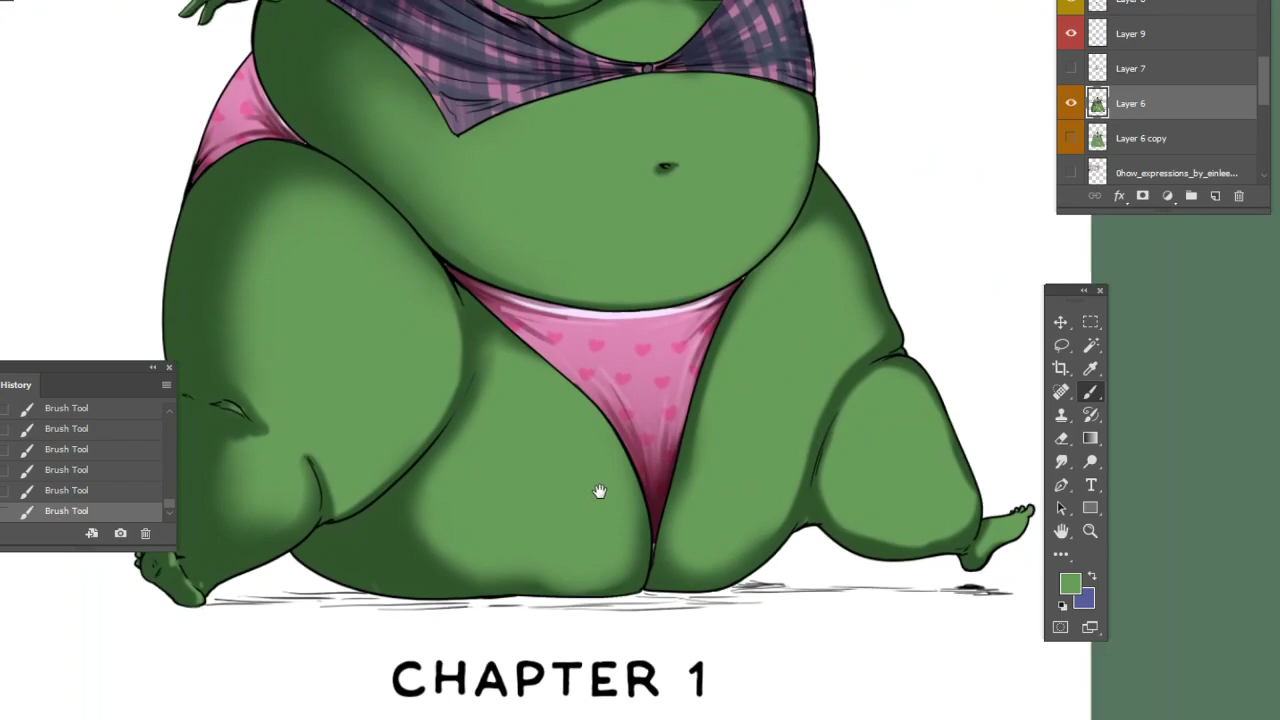 Layer 9
Layer 7
Layer 6
Layer 6 copy
0how_expressions_by_einlee...
fx
History
Brush Tool
Brush Tool
Brush Tool
Brush Tool
Brush Tool
Brush Tool
T
CHAPTER 1